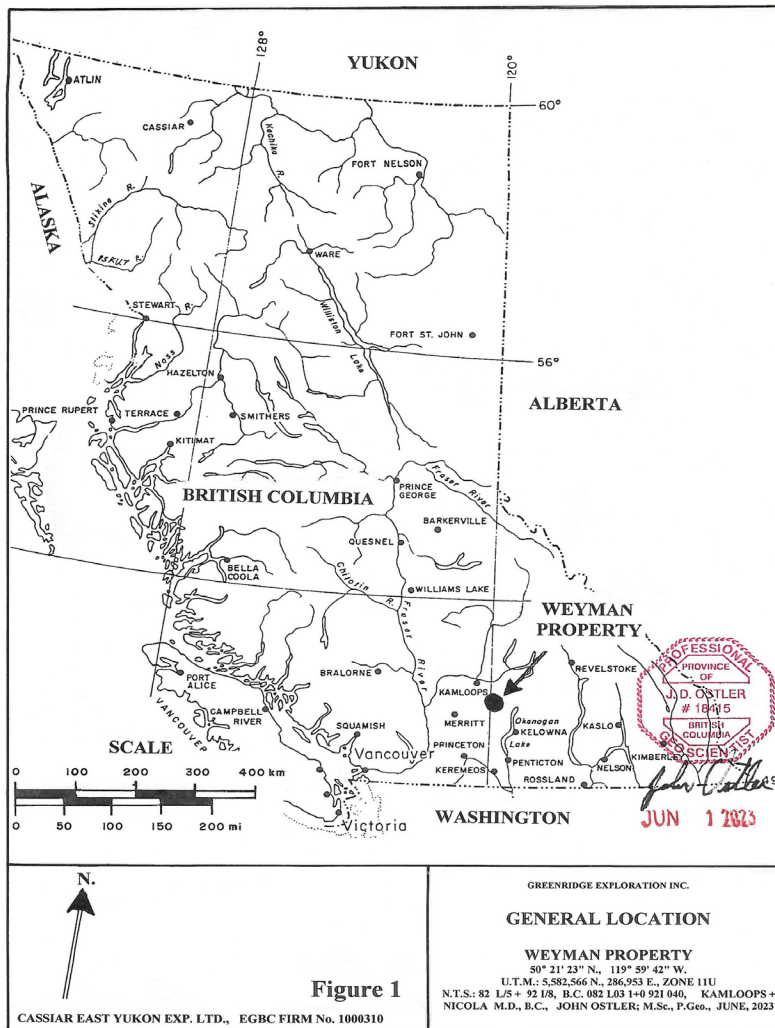 YUKON
128°
120°
60°
ATLIN
CASSIAR
Kechika R.
FORT NELSON
ALASKA
Stikine R.
ISKUT R.
WARE
STEWART
R.
Williston
Lake
FORT ST. JOHN
56°
Nass
HAZELTON
ALBERTA
PRINCE RUPERT
TERRACE
SMITHERS
KITIMAT
BRITISH COLUMBIA
PRINCE
GEORGE
Fraser River
BARKERVILLE
QUESNEL
BELLA
COOLA
Chilotin
R.
WILLIAMS LAKE
Fraser
River
WEYMAN
PROPERTY
PORT
ALICE
BRALORNE
KAMLOOPS
REVELSTOKE
CAMPBELL
RIVER
VANCOUVER
MERRITT
Okanagan
Lake
KELOWNA
KASLO
SQUAMISH
PRINCETON
Vancouver
KEREMEOS
PENTICTON
NELSON
KIMBERLEY
ROSSLAND
PROFESSIONAL
PROVINCE
OF
J. D. OSTLER
# 18415
BRITISH
COLUMBIA
GEOSCIENTIST
John Ostler
JUN 1 2023
SCALE
0 100 200 300 400 km
0 50 100 150 200 mi
Victoria
WASHINGTON
N.
Figure 1
CASSIAR EAST YUKON EXP. LTD., EGBC FIRM No. 1000310
GREENRIDGE EXPLORATION INC.
GENERAL LOCATION
WEYMAN PROPERTY
50° 21' 23" N., 119° 59' 42" W.
U.T.M.: 5,582,566 N., 286,953 E., ZONE 11U
N.T.S.: 82 L/5 + 92 I/8, B.C. 082 L03 1+0 92I 040, KAMLOOPS +
NICOLA M.D., B.C., JOHN OSTLER; M.Sc., P.Geo., JUNE, 2023